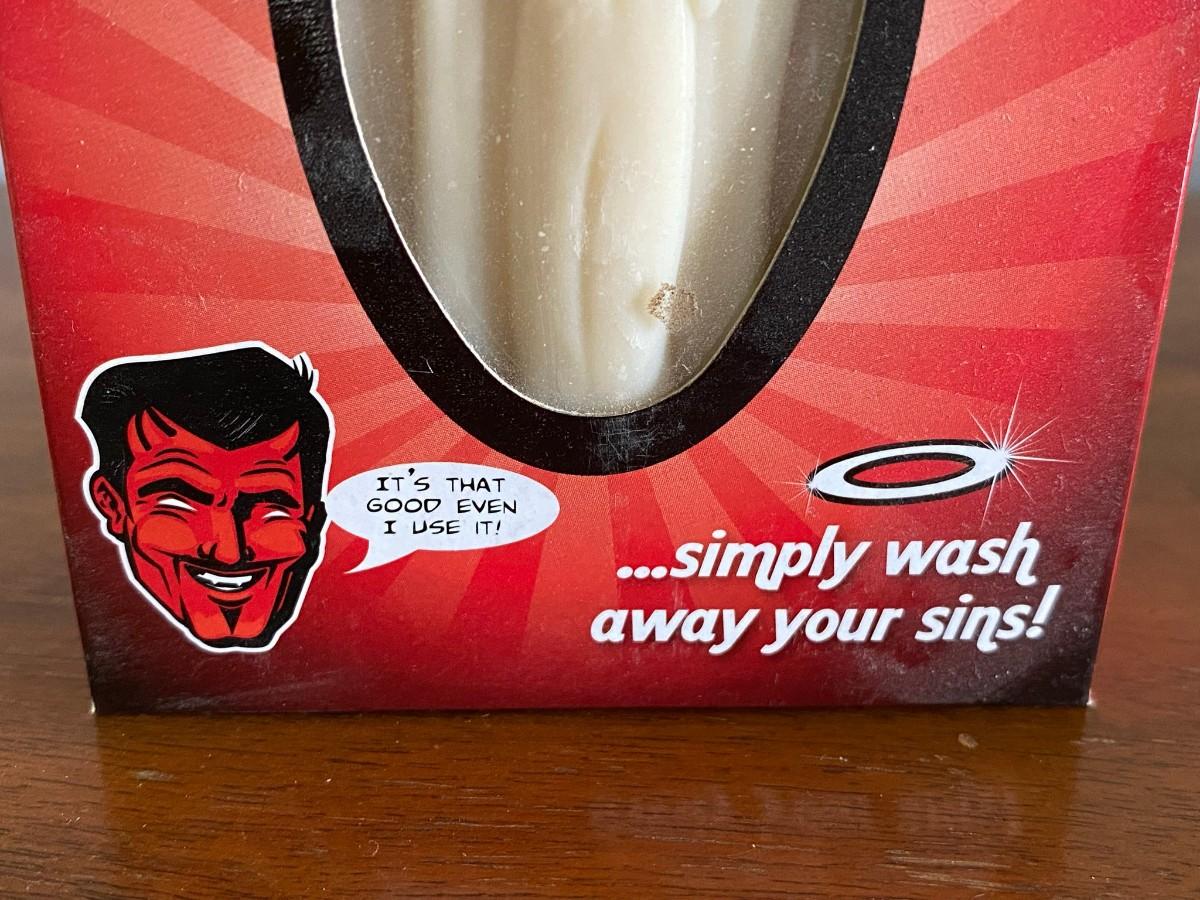 IT'S THAT
GOOD EVEN
I USE IT!
...simply wash
away your sins!